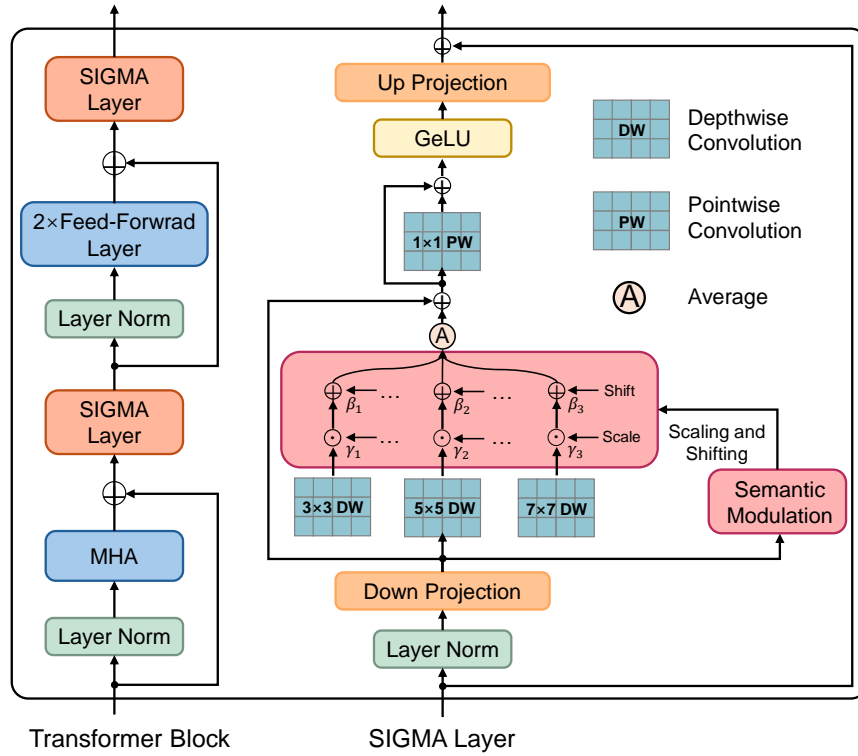 SIGMA
Layer
2×Feed-Forwrad
Layer
Layer Norm
SIGMA
Layer
MHA
Layer Norm
Transformer Block
Up Projection
GeLU
1×1 PW
A
β₁ ...
β₂ ...
β₃ Shift
γ₁ ...
γ₂ ...
γ₃ Scale
3×3 DW
5×5 DW
7×7 DW
Down Projection
Layer Norm
SIGMA Layer
DW
Depthwise
Convolution
PW
Pointwise
Convolution
A
Average
Scaling and
Shifting
Semantic
Modulation